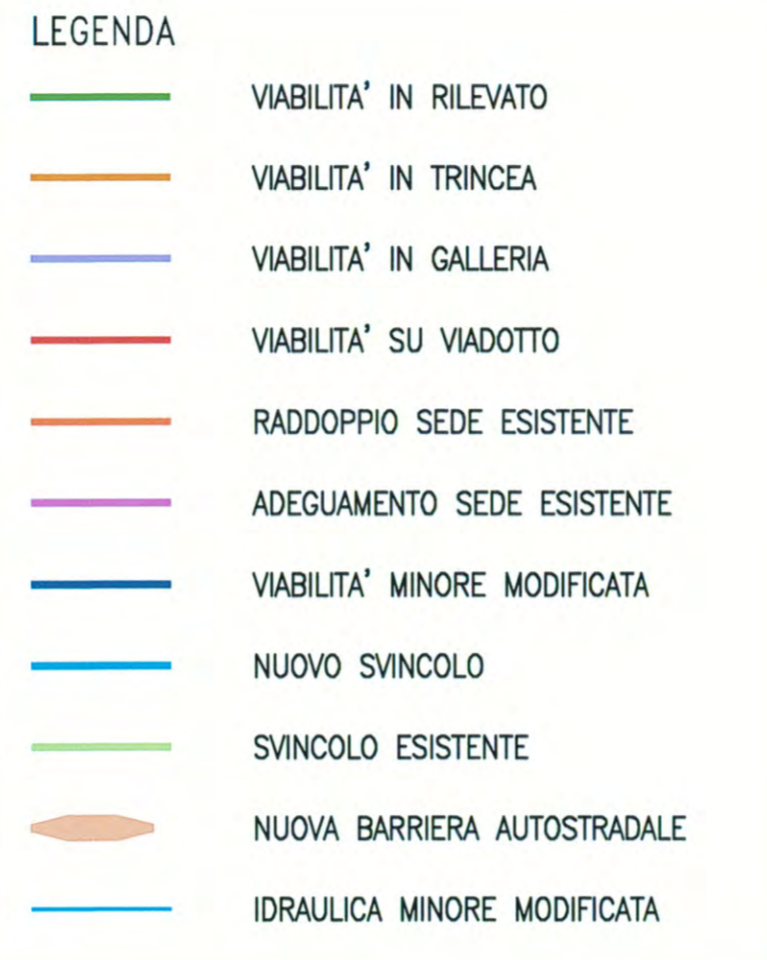 LEGENDA
VIABILITA' IN RILEVATO
VIABILITA' IN TRINCEA
VIABILITA' IN GALLERIA
VIABILITA' SU VIADOTTO
RADDOPPIO SEDE ESISTENTE
ADEGUAMENTO SEDE ESISTENTE
VIABILITA' MINORE MODIFICATA
NUOVO SVINCOLO
SVINCOLO ESISTENTE
NUOVA BARRIERA AUTOSTRADALE
IDRAULICA MINORE MODIFICATA